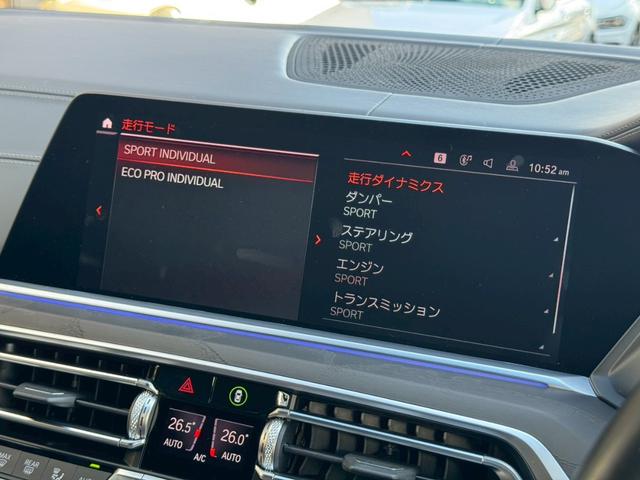 走行モード
SPORT INDIVIDUAL
ECO PRO INDIVIDUAL
6
10:52 am
走行ダイナミクス
ダンパー
SPORT
ステアリング
SPORT
エンジン
SPORT
トランスミッション
SPORT
26.5°
AUTO
A/C
26.0°
AUTO
MAX
REAR